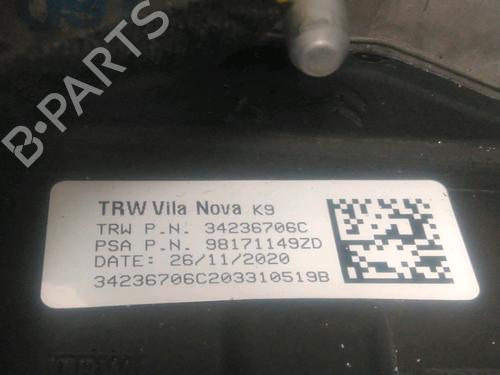 B-PARTS
TRW Vila Nova K9
TRW P.N. 34236706C
PSA P.N. 98171149ZD
DATE: 26/11/2020
34236706C203310519B